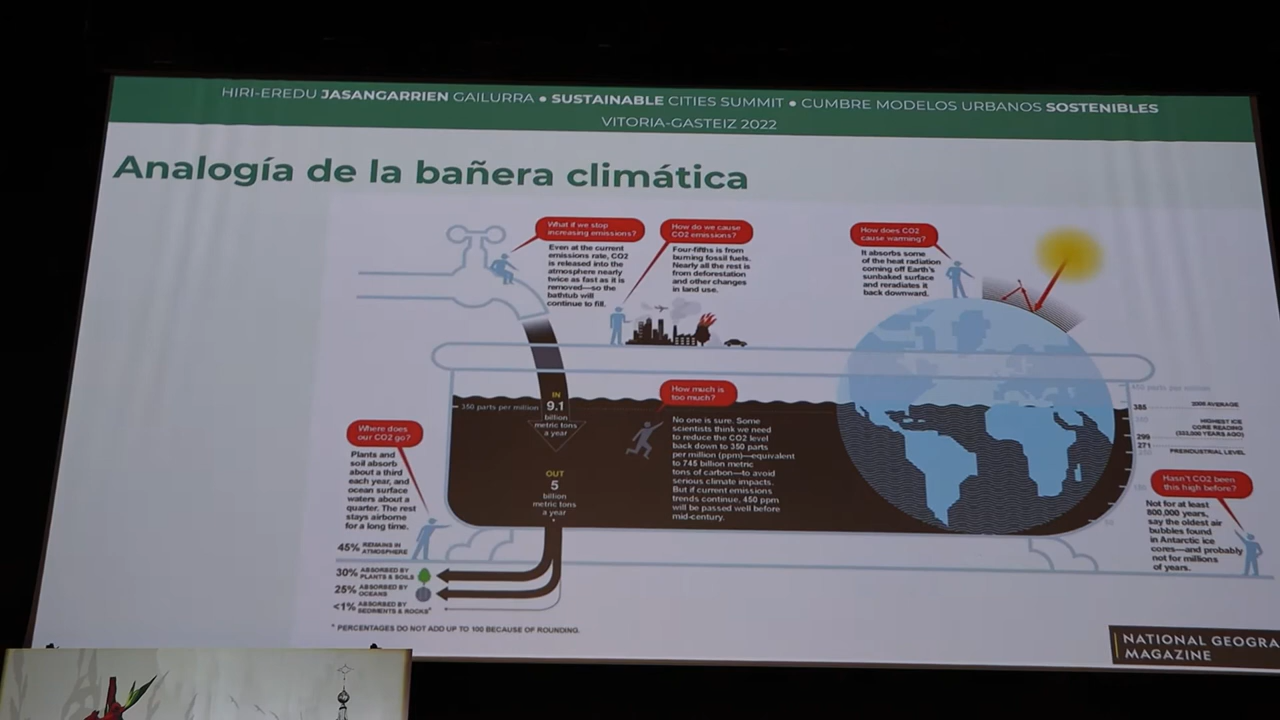 HIRI-EREDU JASANGARRIEN GAILURRA ● SUSTAINABLE CITIES SUMMIT ● CUMBRE MODELOS URBANOS SOSTENIBLES
VITORIA-GASTEIZ 2022
Analogía de la bañera climática
What if we stop
increasing emissions?
Even at the current
emissions rate, CO2
is released into the
atmosphere nearly
twice as fast as it is
removed—so the
bathtub will
continue to fill.
How do we cause
CO2 emissions?
Four-fifths is from
burning fossil fuels.
Nearly all the rest is
from deforestation
and other changes
in land use.
How does CO2
cause warming?
It absorbs some
of the heat radiation
coming off Earth's
sunbaked surface
and reradiates it
back downward.
350 parts per million
IN
9.1
billion
metric tons
a year
OUT
5
billion
metric tons
a year
How much is
too much?
No one is sure. Some
scientists think we need
to reduce the CO2 level
back down to 350 parts
per million (ppm)—equivalent
to 745 billion metric
tons of carbon—to avoid
serious climate impacts.
But if current emissions
trends continue, 450 ppm
will be passed well before
mid-century.
450 parts per million
385 AVERAGE
HIGHEST ICE
CORE READING
299
271 PREINDUSTRIAL LEVEL
Where does
our CO2 go?
Plants and
soil absorb
about a third
each year, and
ocean surface
waters about a
quarter. The rest
stays airborne
for a long time.
Hasn't CO2 been
this high before?
Not for at least
800,000 years,
say the oldest air
bubbles found
in Antarctic ice
cores—and probably
not for millions
of years.
45% REMAINS IN
ATMOSPHERE
30% ABSORBED BY
PLANTS & SOILS
25% ABSORBED BY
OCEANS
<1% ABSORBED BY
SEDIMENTS & ROCKS*
* PERCENTAGES DO NOT ADD UP TO 100 BECAUSE OF ROUNDING.
NATIONAL GEOGRA
MAGAZINE